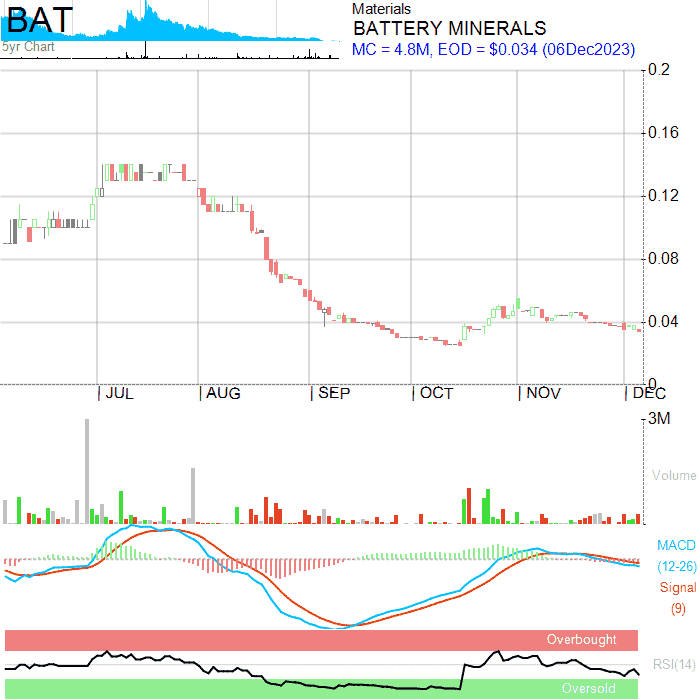 BAT
5yr Chart
Materials
BATTERY MINERALS
MC = 4.8M, EOD = $0.034 (06Dec2023)
0.2
0.16
0.12
0.08
0.04
0
JUL AUG SEP OCT NOV DEC
3M
Volume
MACD
(12-26)
Signal
(9)
Overbought
RSI(14)
Oversold